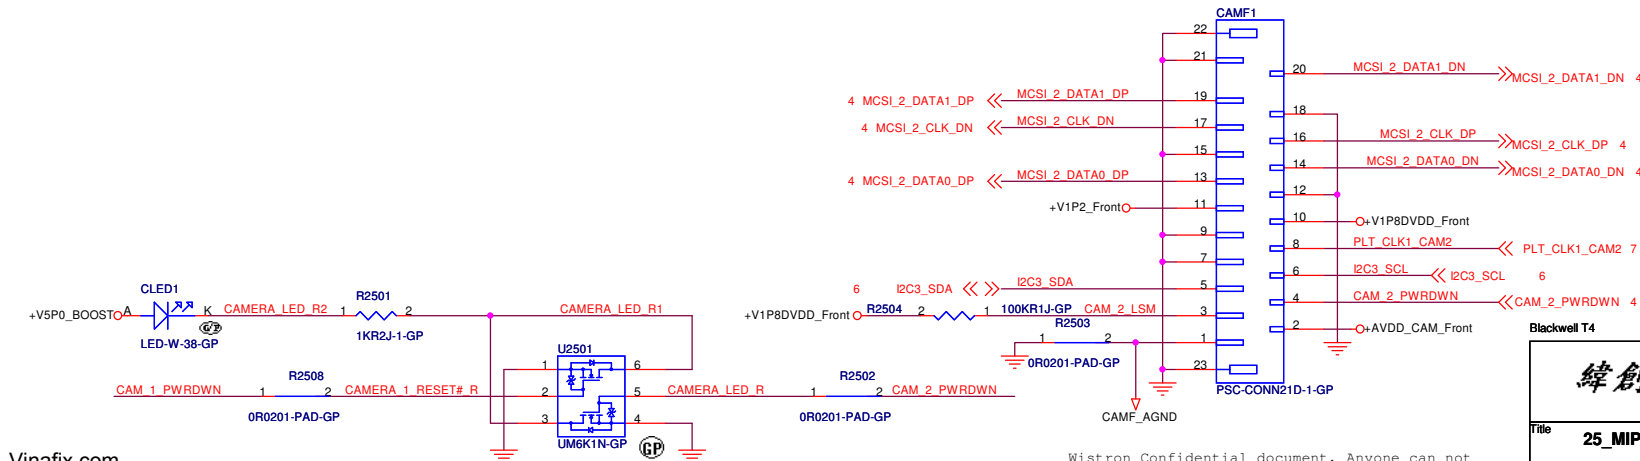 CAMF1
22
21
20 MCSI_2_DATA1_DN MCSI_2_DATA1_DN 4
4 MCSI_2_DATA1_DP MCSI_2_DATA1_DP 19
18
4 MCSI_2_CLK_DN MCSI_2_CLK_DN 17
16 MCSI_2_CLK_DP MCSI_2_CLK_DP 4
15
14 MCSI_2_DATA0_DN MCSI_2_DATA0_DN 4
4 MCSI_2_DATA0_DP MCSI_2_DATA0_DP 13
12
+V1P2_Front 11
10 +V1P8DVDD_Front
9
8 PLT_CLK1_CAM2 PLT_CLK1_CAM2 7
7
6 I2C3_SCL I2C3_SCL 6
6 I2C3_SDA I2C3_SDA 5
4 CAM_2_PWRDWN CAM_2_PWRDWN 4
+V1P8DVDD_Front R2504 2 1 100KR1J-GP CAM_2_LSM 3
2 +AVDD_CAM_Front
R2503
1 2 1
0R0201-PAD-GP
23
PSC-CONN21D-1-GP
CAMF_AGND
CLED1
+V5P0_BOOST A K CAMERA_LED_R2 1 R2501 2 CAMERA_LED_R1
G/P
LED-W-38-GP
1KR2J-1-GP
U2501
1 6
CAM_1_PWRDWN 1 R2508 2 CAMERA_1_RESET#_R 2 5 CAMERA_LED_R 1 R2502 2 CAM_2_PWRDWN
0R0201-PAD-GP
0R0201-PAD-GP
3 4
UM6K1N-GP
GP
Blackwell T4
緯創
Title
25_MIP
Vinafix.com
Wistron Confidential document, Anyone can not